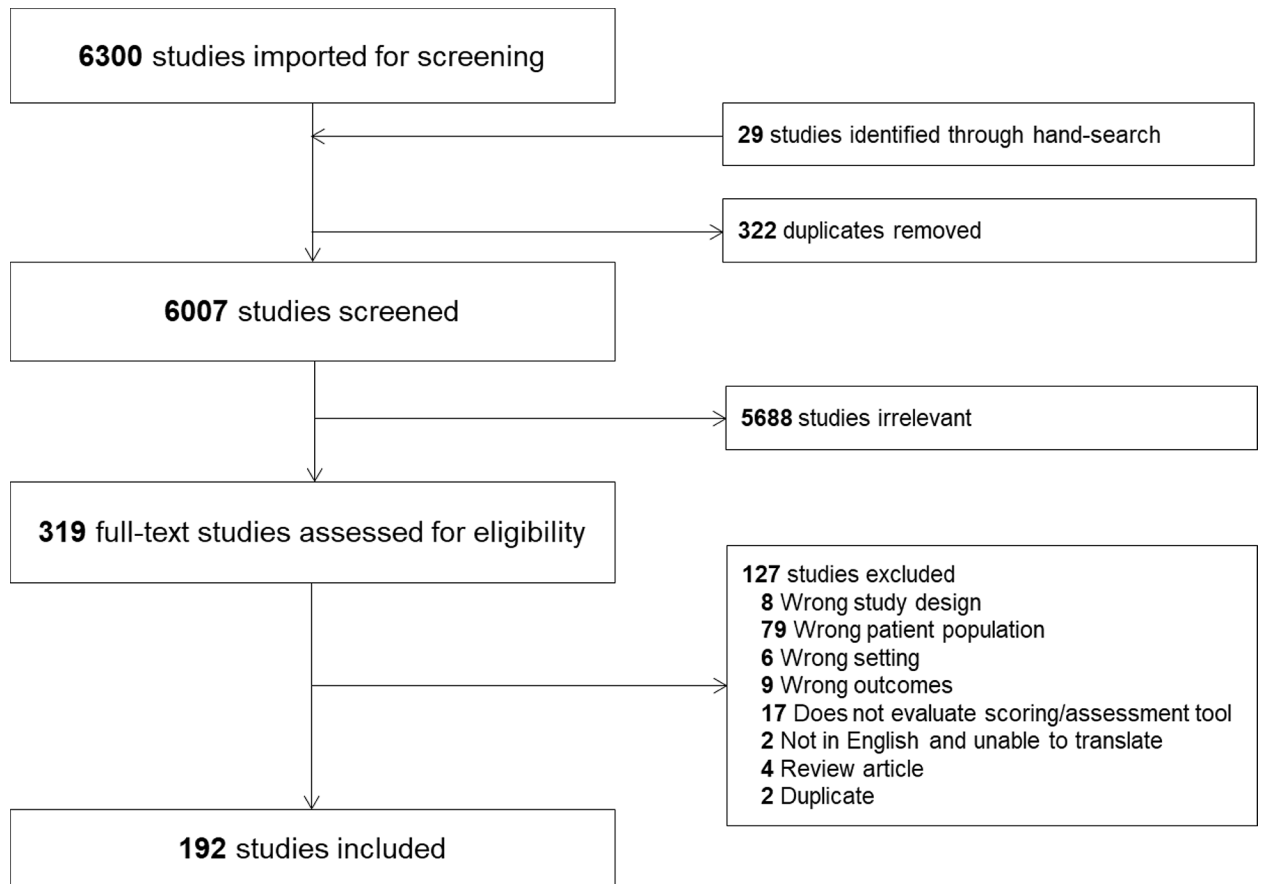 6300 studies imported for screening
29 studies identified through hand-search
322 duplicates removed
6007 studies screened
5688 studies irrelevant
319 full-text studies assessed for eligibility
127 studies excluded
8 Wrong study design
79 Wrong patient population
6 Wrong setting
9 Wrong outcomes
17 Does not evaluate scoring/assessment tool
2 Not in English and unable to translate
4 Review article
2 Duplicate
192 studies included